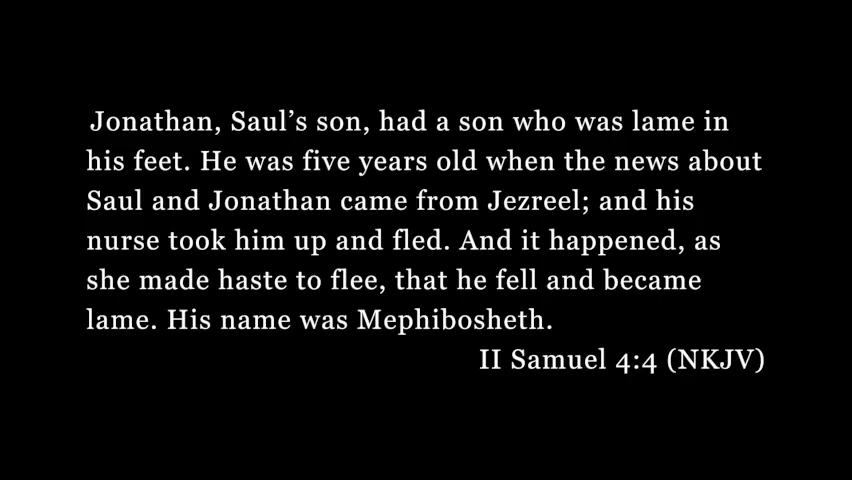 Jonathan, Saul’s son, had a son who was lame in
his feet. He was five years old when the news about
Saul and Jonathan came from Jezreel; and his
nurse took him up and fled. And it happened, as
she made haste to flee, that he fell and became
lame. His name was Mephibosheth.
II Samuel 4:4 (NKJV)